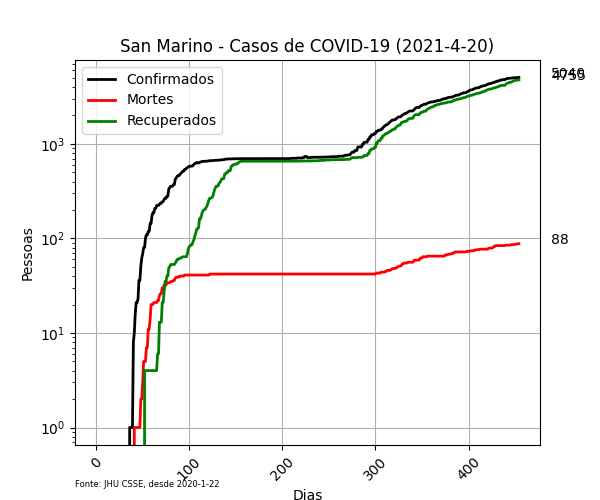 San Marino - Casos de COVID-19 (2021-4-20)
Confirmados
Mortes
Recuperados
88
Pessoas
10³
10²
10¹
10⁰
0
100
200
300
400
Fonte: JHU CSSE, desde 2020-1-22
Dias